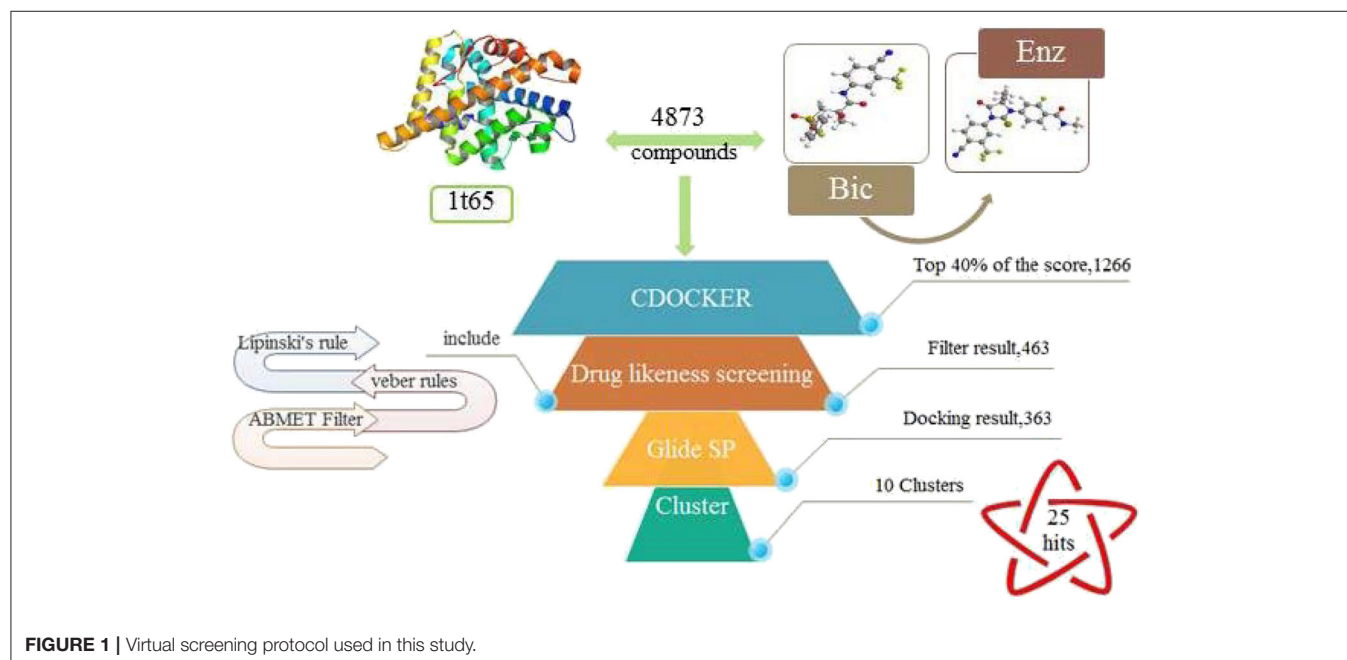 4873
compounds
1t65
Enz
Bic
CDOCKER
Top 40% of the score,1266
Lipinski's rule
veber rules
ABMET Filter
include
Drug likeness screening
Filter result,463
Glide SP
Docking result,363
Cluster
10 Clusters
25
hits
FIGURE 1 | Virtual screening protocol used in this study.